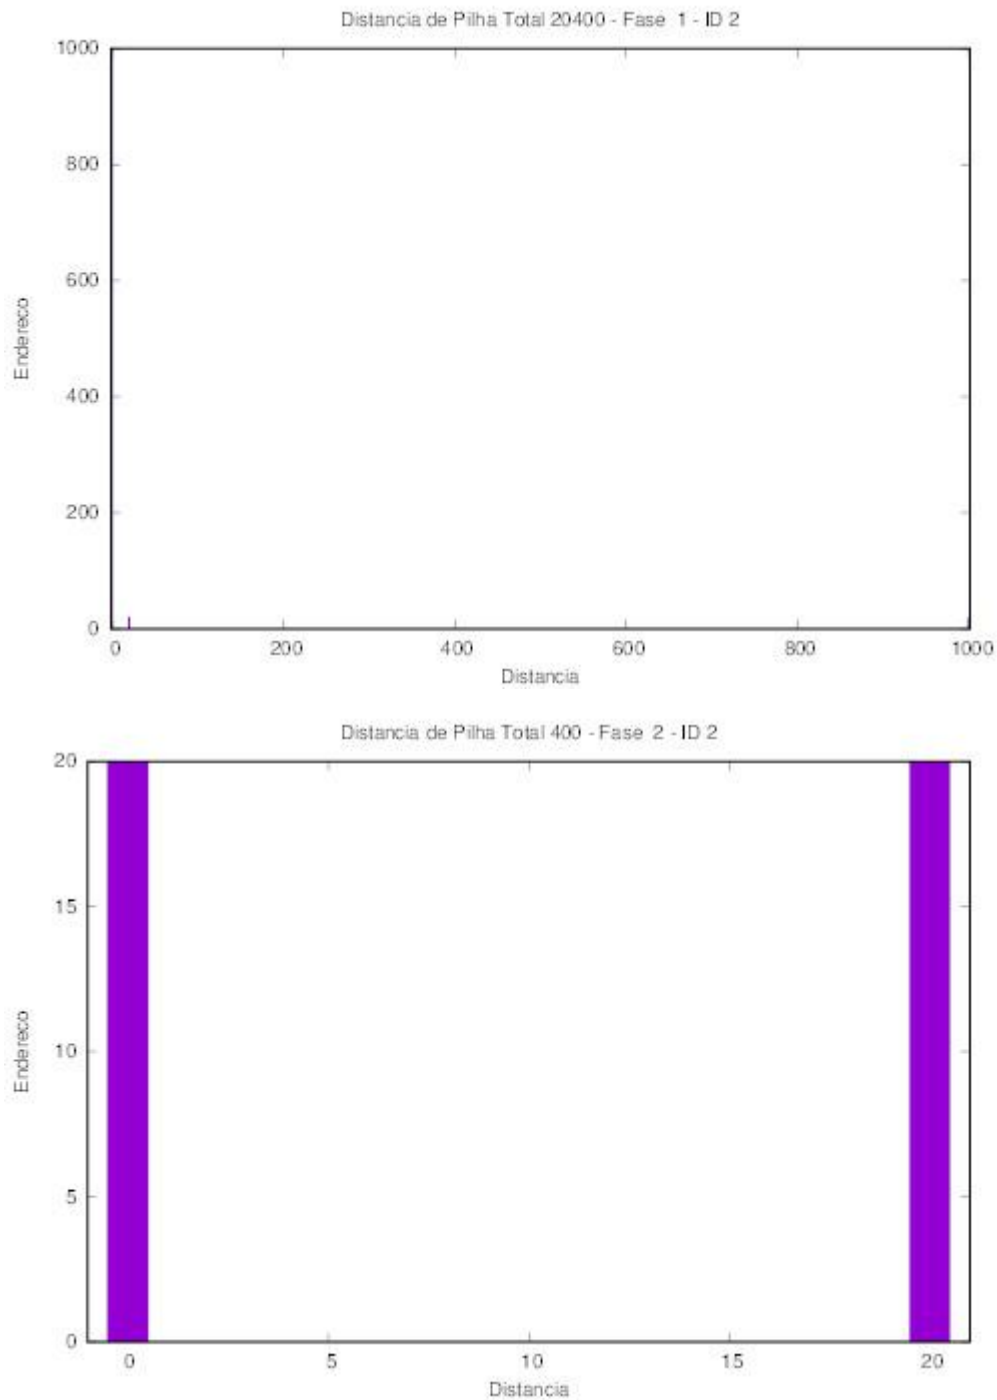 Distancia de Pilha Total 20400 - Fase 1 - ID 2
1000
800
600
400
200
0
Endereco
0 200 400 600 800 1000
Distancia
Distancia de Pilha Total 400 - Fase 2 - ID 2
20
15
10
5
0
Endereco
0 5 10 15 20
Distancia